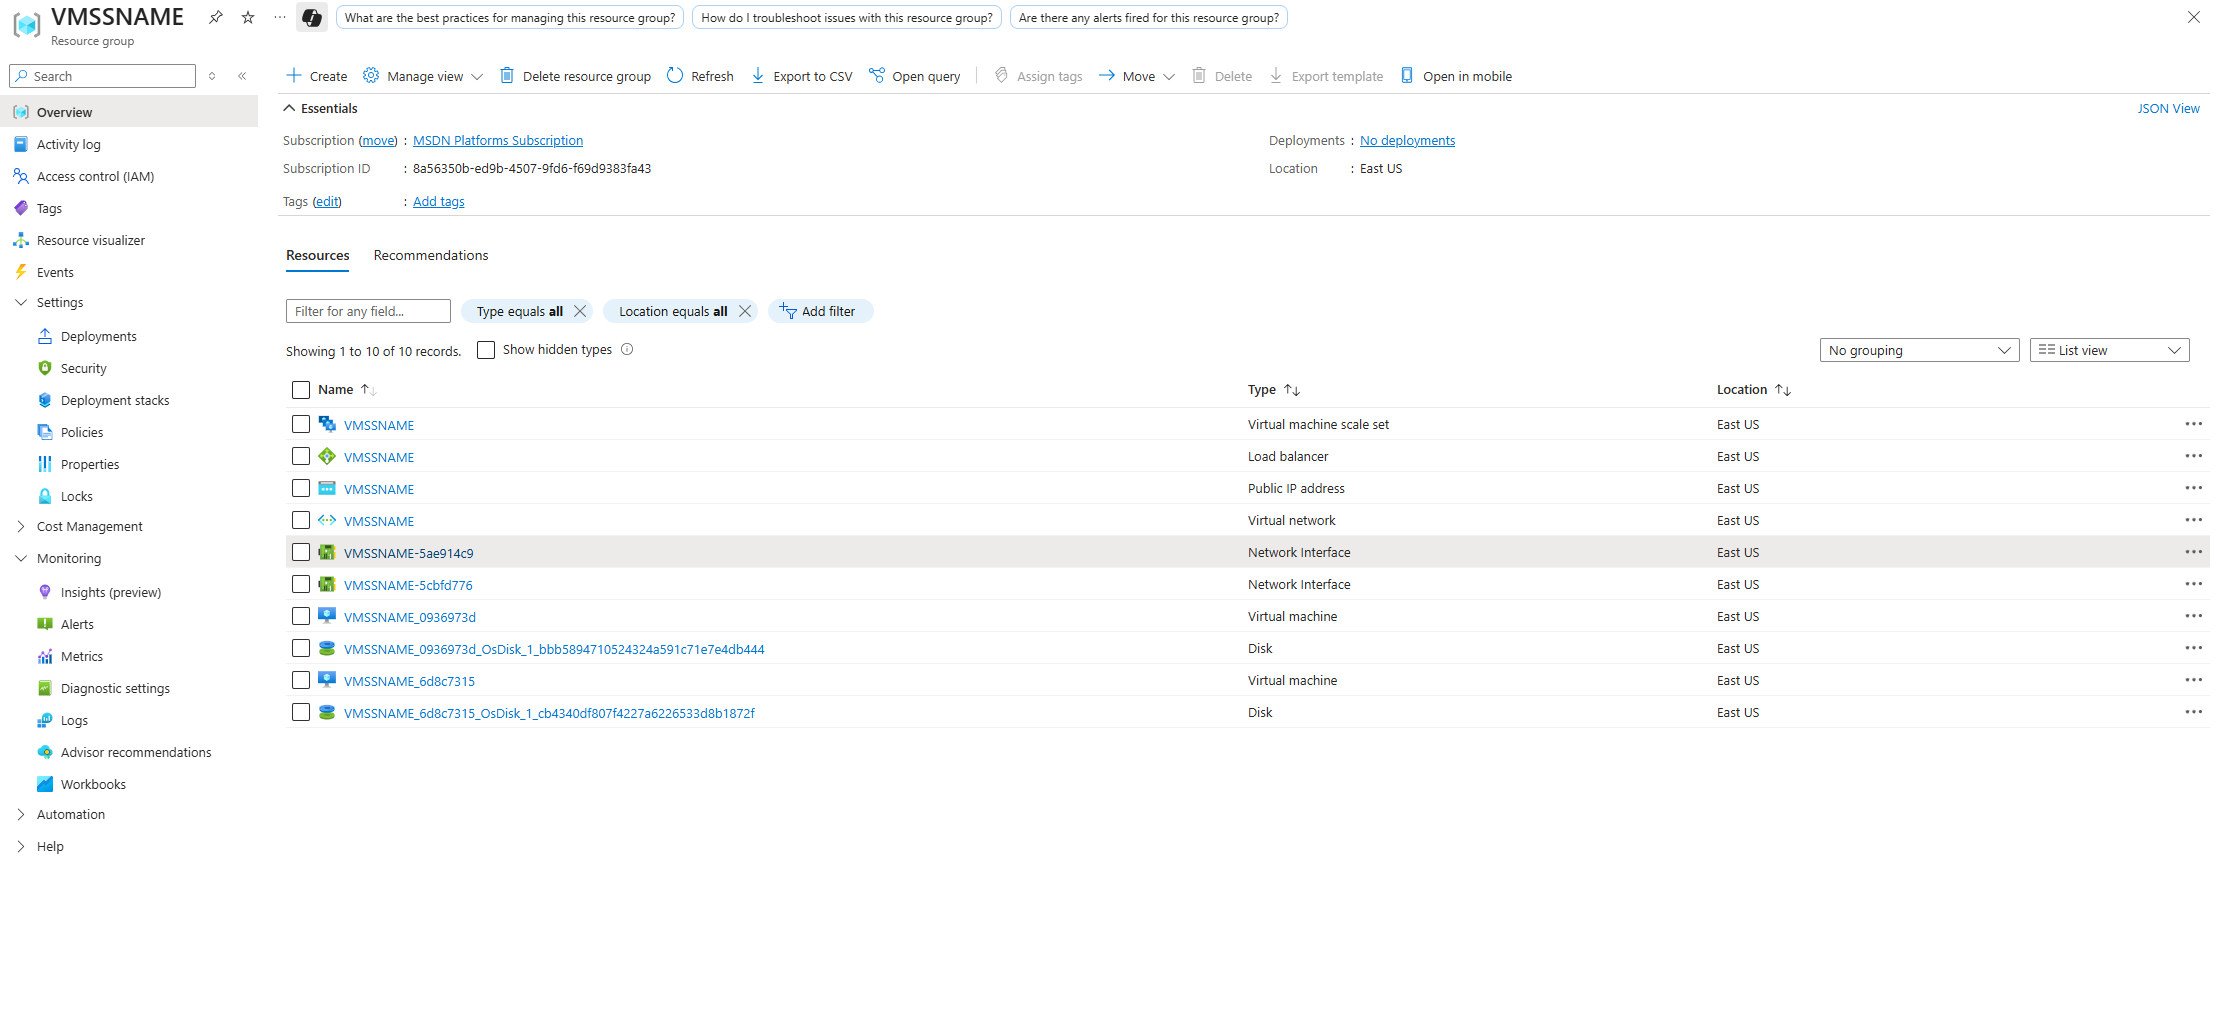 VMSSNAME
Resource group
What are the best practices for managing this resource group?
How do I troubleshoot issues with this resource group?
Are there any alerts fired for this resource group?
Search
Create
Manage view
Delete resource group
Refresh
Export to CSV
Open query
Assign tags
Move
Delete
Export template
Open in mobile
Overview
Activity log
Access control (IAM)
Tags
Resource visualizer
Events
Settings
Deployments
Security
Deployment stacks
Policies
Properties
Locks
Cost Management
Monitoring
Insights (preview)
Alerts
Metrics
Diagnostic settings
Logs
Advisor recommendations
Workbooks
Automation
Help
Essentials
JSON View
Subscription (move) : MSDN Platforms Subscription
Subscription ID : 8a56350b-ed9b-4507-9fd6-f69d9383fa43
Tags (edit) : Add tags
Deployments : No deployments
Location : East US
Resources Recommendations
Filter for any field...
Type equals all
Location equals all
Add filter
Showing 1 to 10 of 10 records.
Show hidden types
No grouping
List view
Name Type Location
VMSSNAME Virtual machine scale set East US
VMSSNAME Load balancer East US
VMSSNAME Public IP address East US
VMSSNAME Virtual network East US
VMSSNAME-5ae914c9 Network Interface East US
VMSSNAME-5cbfd776 Network Interface East US
VMSSNAME_0936973d Virtual machine East US
VMSSNAME_0936973d_OsDisk_1_bbb5894710524324a591c71e7e4db444 Disk East US
VMSSNAME_6d8c7315 Virtual machine East US
VMSSNAME_6d8c7315_OsDisk_1_cb4340df807f4227a6226533d8b1872f Disk East US